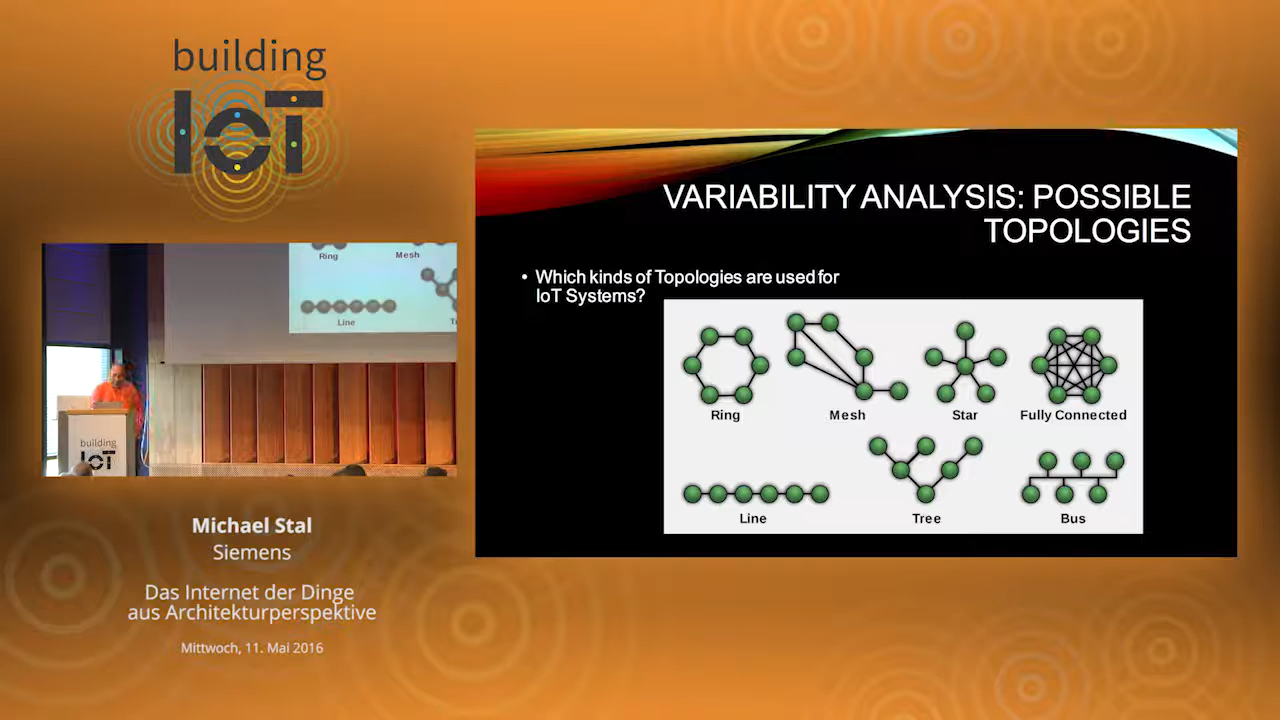 building
IoT
Ring
Mesh
Line
building
IoT
Michael Stal
Siemens
Das Internet der Dinge
aus Architekturperspektive
Mittwoch, 11. Mai 2016
VARIABILITY ANALYSIS: POSSIBLE
TOPOLOGIES
• Which kinds of Topologies are used for
IoT Systems?
Ring
Mesh
Star
Fully Connected
Line
Tree
Bus